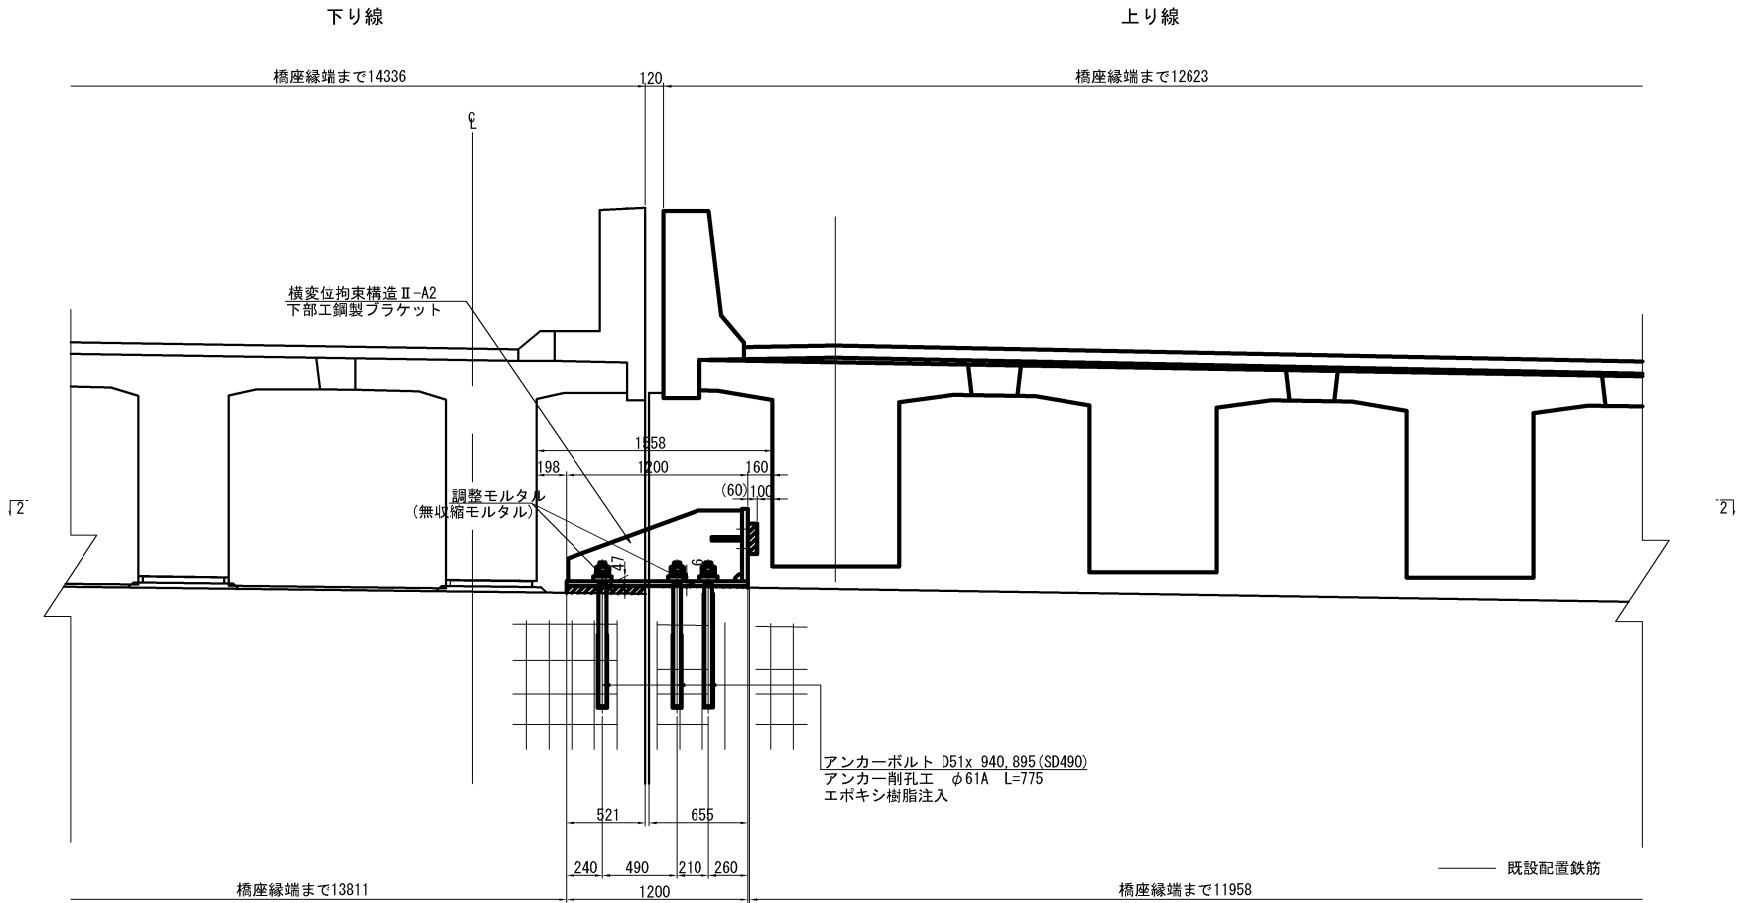 下り線
上り線
橋座縁端まで14336
120
橋座縁端まで12623
CL
横変位拘束構造Ⅱ-A2
下部工鋼製ブラケット
1558
198
1200
160
(60)
100
2
調整モルタル
(無収縮モルタル)
2
47
6
アンカーボルト D51x 940,895(SD490)
アンカー削孔工 φ61A L=775
エポキシ樹脂注入
521
655
240
490
210
260
既設配置鉄筋
橋座縁端まで13811
1200
橋座縁端まで11958